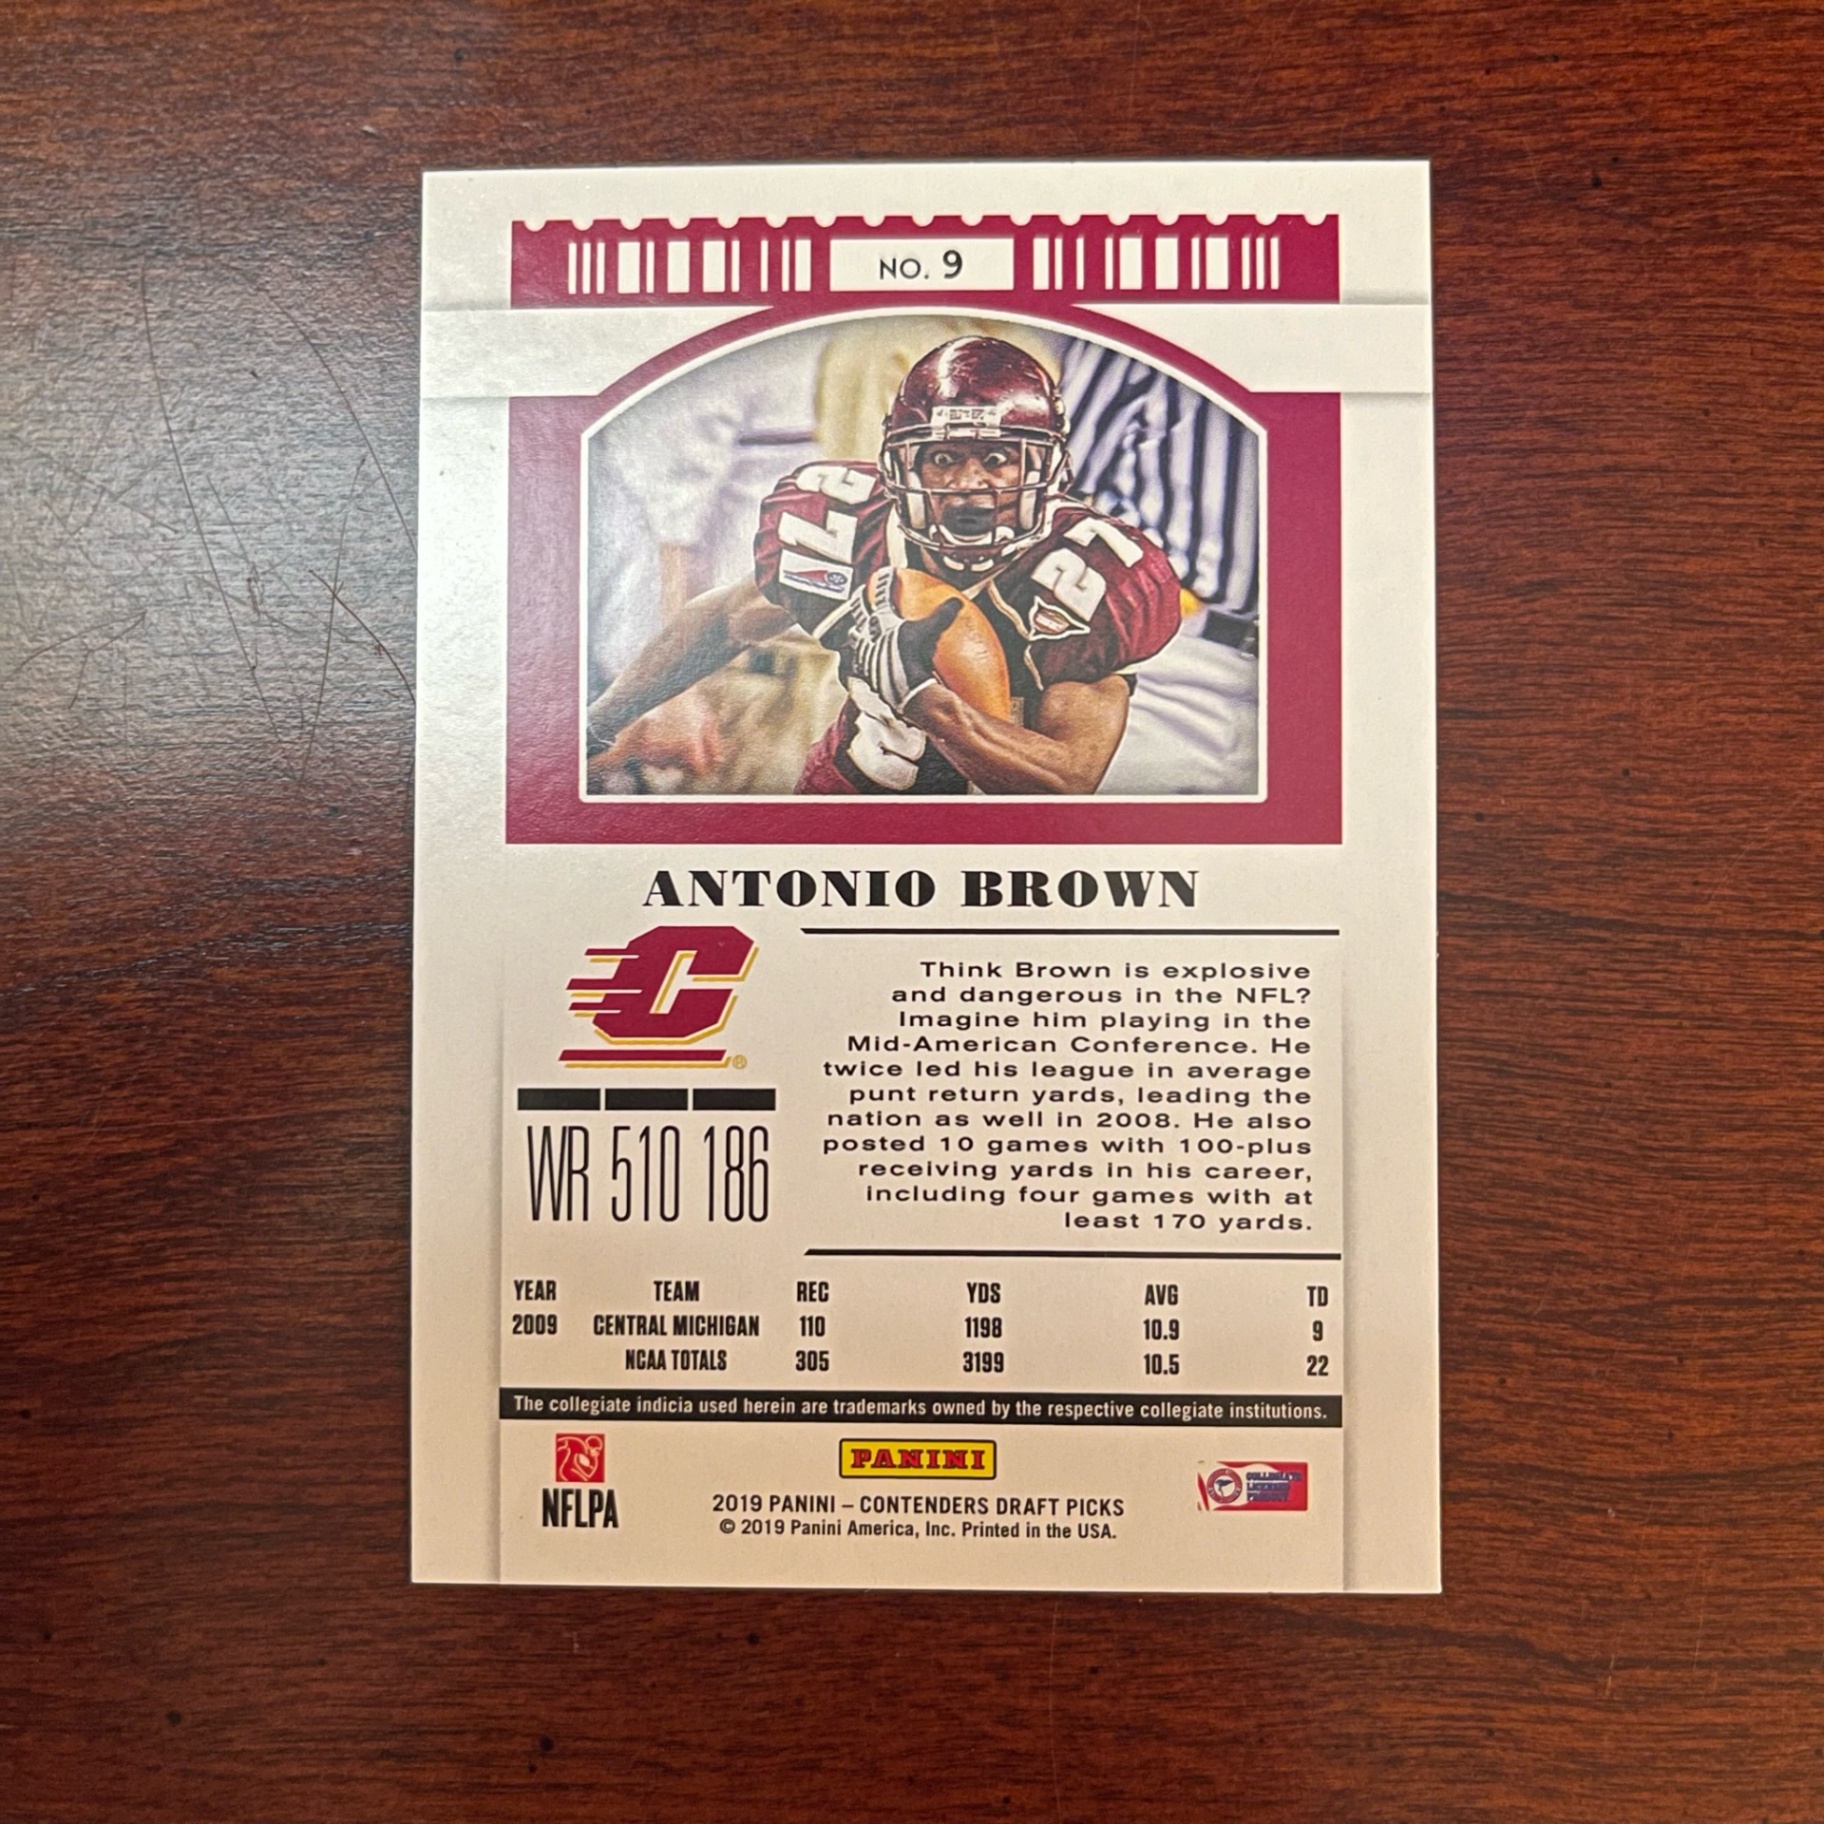 NO. 9
27
27
ANTONIO BROWN
C
®
Think Brown is explosive
and dangerous in the NFL?
Imagine him playing in the
Mid-American Conference. He
twice led his league in average
punt return yards, leading the
nation as well in 2008. He also
posted 10 games with 100-plus
receiving yards in his career,
including four games with at
least 170 yards.
WR 510 186
YEAR TEAM REC YDS AVG TD
2009 CENTRAL MICHIGAN 110 1198 10.9 9
NCAA TOTALS 305 3199 10.5 22
The collegiate indicia used herein are trademarks owned by the respective collegiate institutions.
NFLPA
PANINI
2019 PANINI – CONTENDERS DRAFT PICKS
© 2019 Panini America, Inc. Printed in the USA.